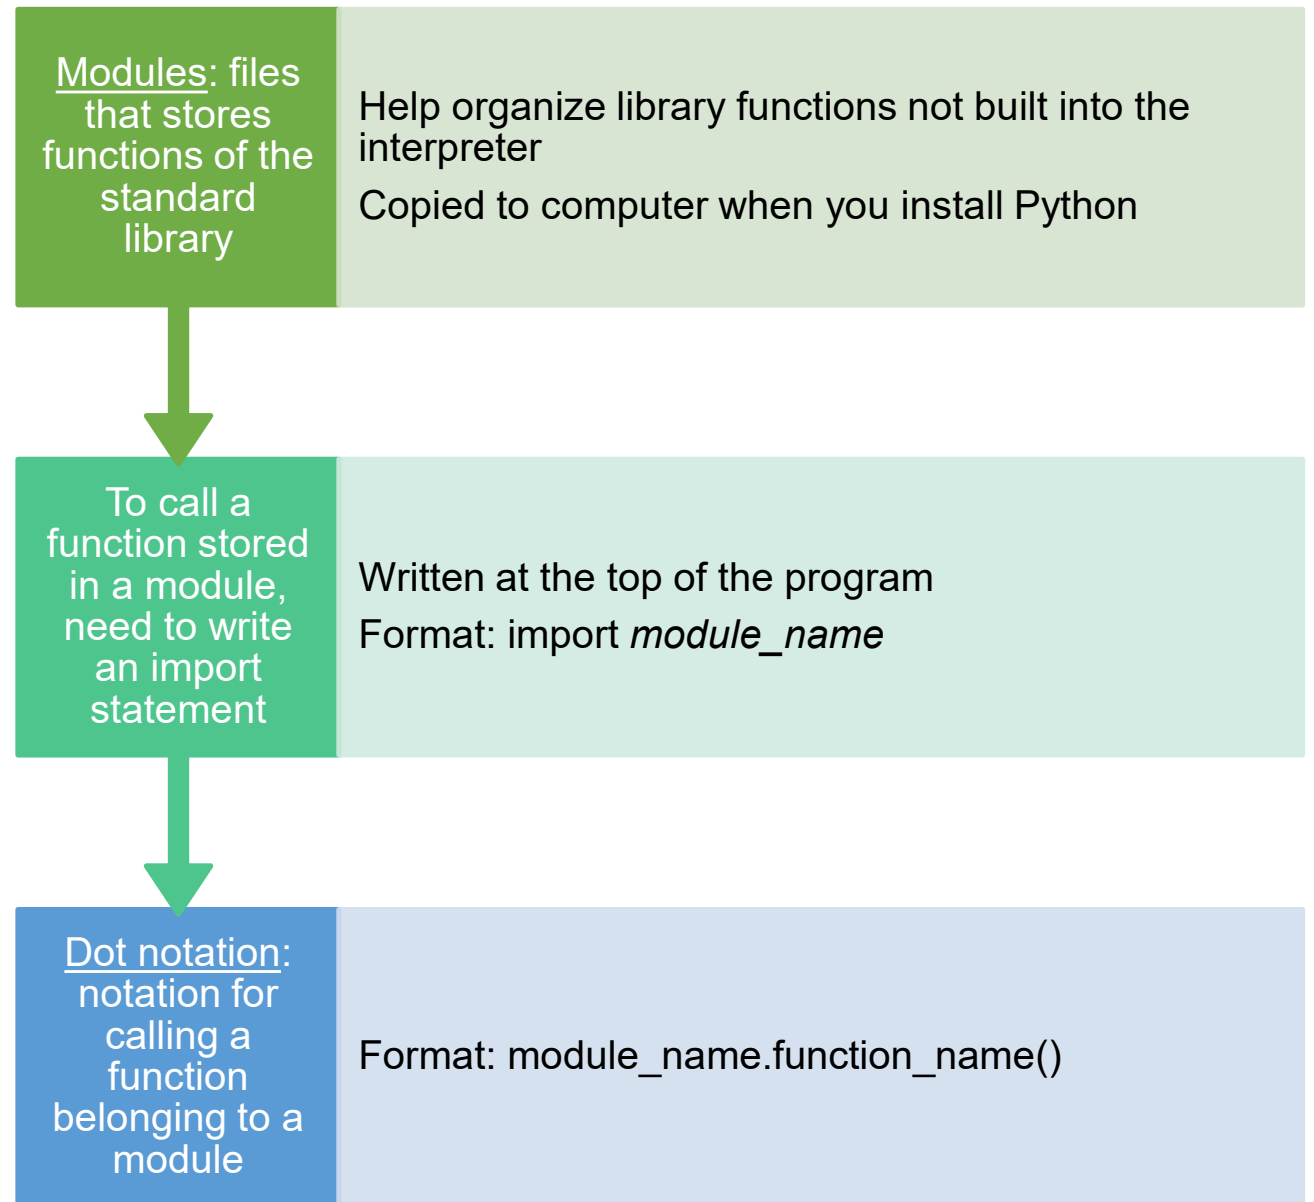 Modules: files
that stores
functions of the
standard
library
Help organize library functions not built into the
interpreter
Copied to computer when you install Python
To call a
function stored
in a module,
need to write
an import
statement
Written at the top of the program
Format: import module_name
Dot notation:
notation for
calling a
function
belonging to a
module
Format: module_name.function_name()